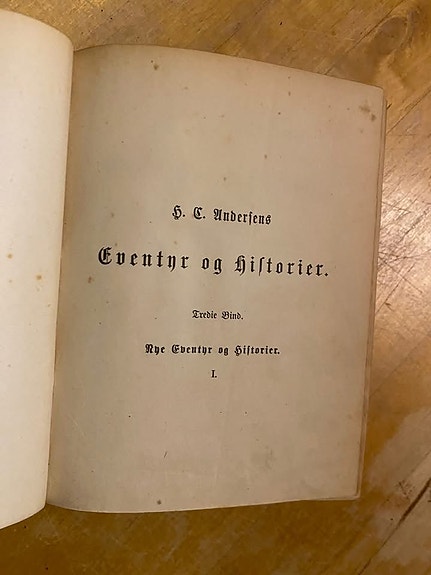 H. C. Andersens
Eventyr og Historier.
Tredie Bind.
Nye Eventyr og Historier.
I.